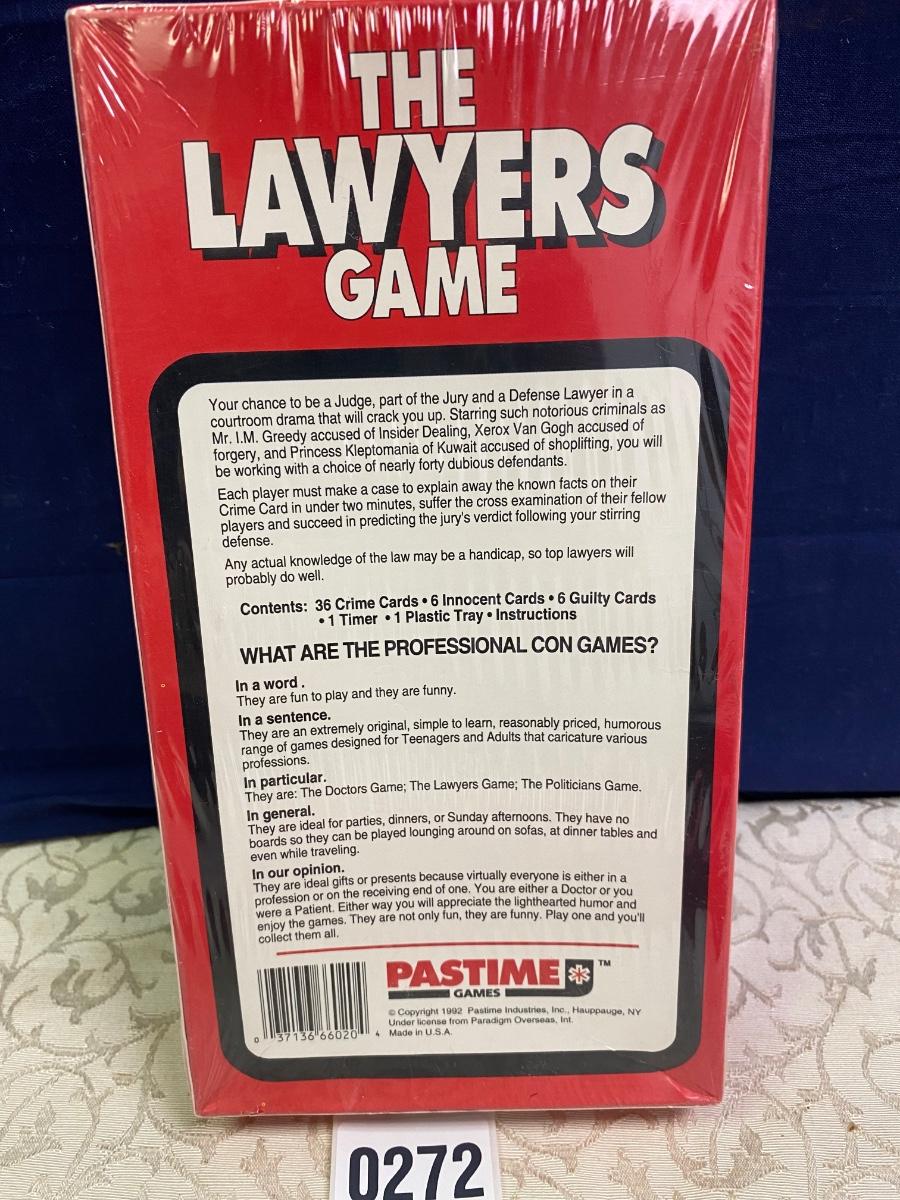 THE
LAWYERS
GAME
Your chance to be a Judge, part of the Jury and a Defense Lawyer in a
courtroom drama that will crack you up. Starring such notorious criminals as
Mr. I.M. Greedy accused of Insider Dealing, Xerox Van Gogh accused of
forgery, and Princess Kleptomania of Kuwait accused of shoplifting, you will
be working with a choice of nearly forty dubious defendants.
Each player must make a case to explain away the known facts on their
Crime Card in under two minutes, suffer the cross examination of their fellow
players and succeed in predicting the jury's verdict following your stirring
defense.
Any actual knowledge of the law may be a handicap, so top lawyers will
probably do well.
Contents: 36 Crime Cards • 6 Innocent Cards • 6 Guilty Cards
• 1 Timer • 1 Plastic Tray • Instructions
WHAT ARE THE PROFESSIONAL CON GAMES?
In a word .
They are fun to play and they are funny.
In a sentence.
They are an extremely original, simple to learn, reasonably priced, humorous
range of games designed for Teenagers and Adults that caricature various
professions.
In particular.
They are: The Doctors Game; The Lawyers Game; The Politicians Game.
In general.
They are ideal for parties, dinners, or Sunday afternoons. They have no
boards so they can be played lounging around on sofas, at dinner tables and
even while traveling.
In our opinion.
They are ideal gifts or presents because virtually everyone is either in a
profession or on the receiving end of one. You are either a Doctor or you
were a Patient. Either way you will appreciate the lighthearted humor and
enjoy the games. They are not only fun, they are funny. Play one and you'll
collect them all.
PASTIME TM
GAMES
© Copyright 1992 Pastime Industries, Inc., Hauppauge, NY
Under license from Paradigm Overseas, Int.
Made in U.S.A.
0 37136 66020 4
0272